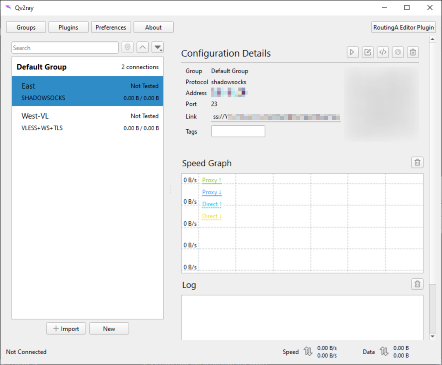 Qv2ray
Groups Plugins Preferences About RoutingA Editor Plugin
Search
Default Group 2 connections
East Not Tested
SHADOWSOCKS 0.00 B / 0.00 B
West-VL Not Tested
VLESS+WS+TLS 0.00 B / 0.00 B
+ Import New
Configuration Details
Group Default Group
Protocol shadowsocks
Address
Port 23
Link ss://
Tags
Speed Graph
0 B/s Proxy ↑
0 B/s Proxy ↓
0 B/s Direct ↑
0 B/s Direct ↓
0 B/s
0 B/s
Log
Not Connected Speed 0.00 B/s 0.00 B/s Data 0.00 B 0.00 B